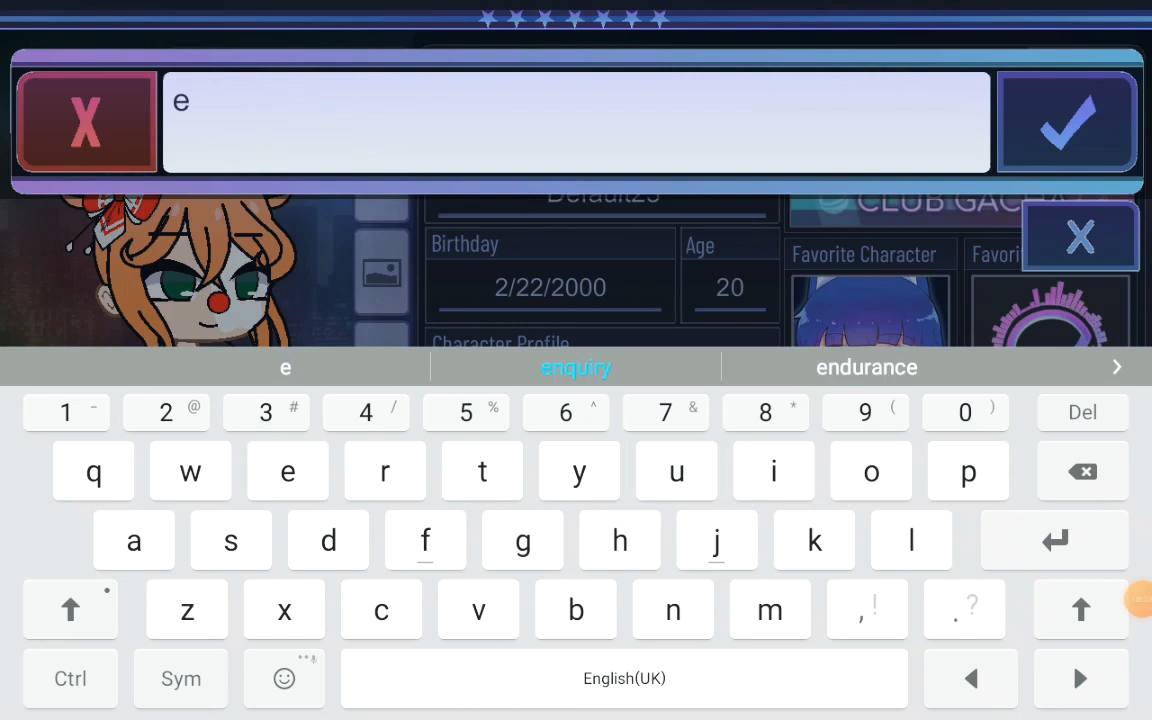 X e
Default23
CLUB GACHA
X
Birthday Age
Favorite Character Favori
2/22/2000 20
Character Profile
e enquiry endurance >
1 - 2 @ 3 # 4 / 5 % 6 ^ 7 & 8 * 9 ( 0 ) Del
q w e r t y u i o p
a s d f g h j k l
z x c v b n m , ! . ?
Ctrl Sym English(UK)